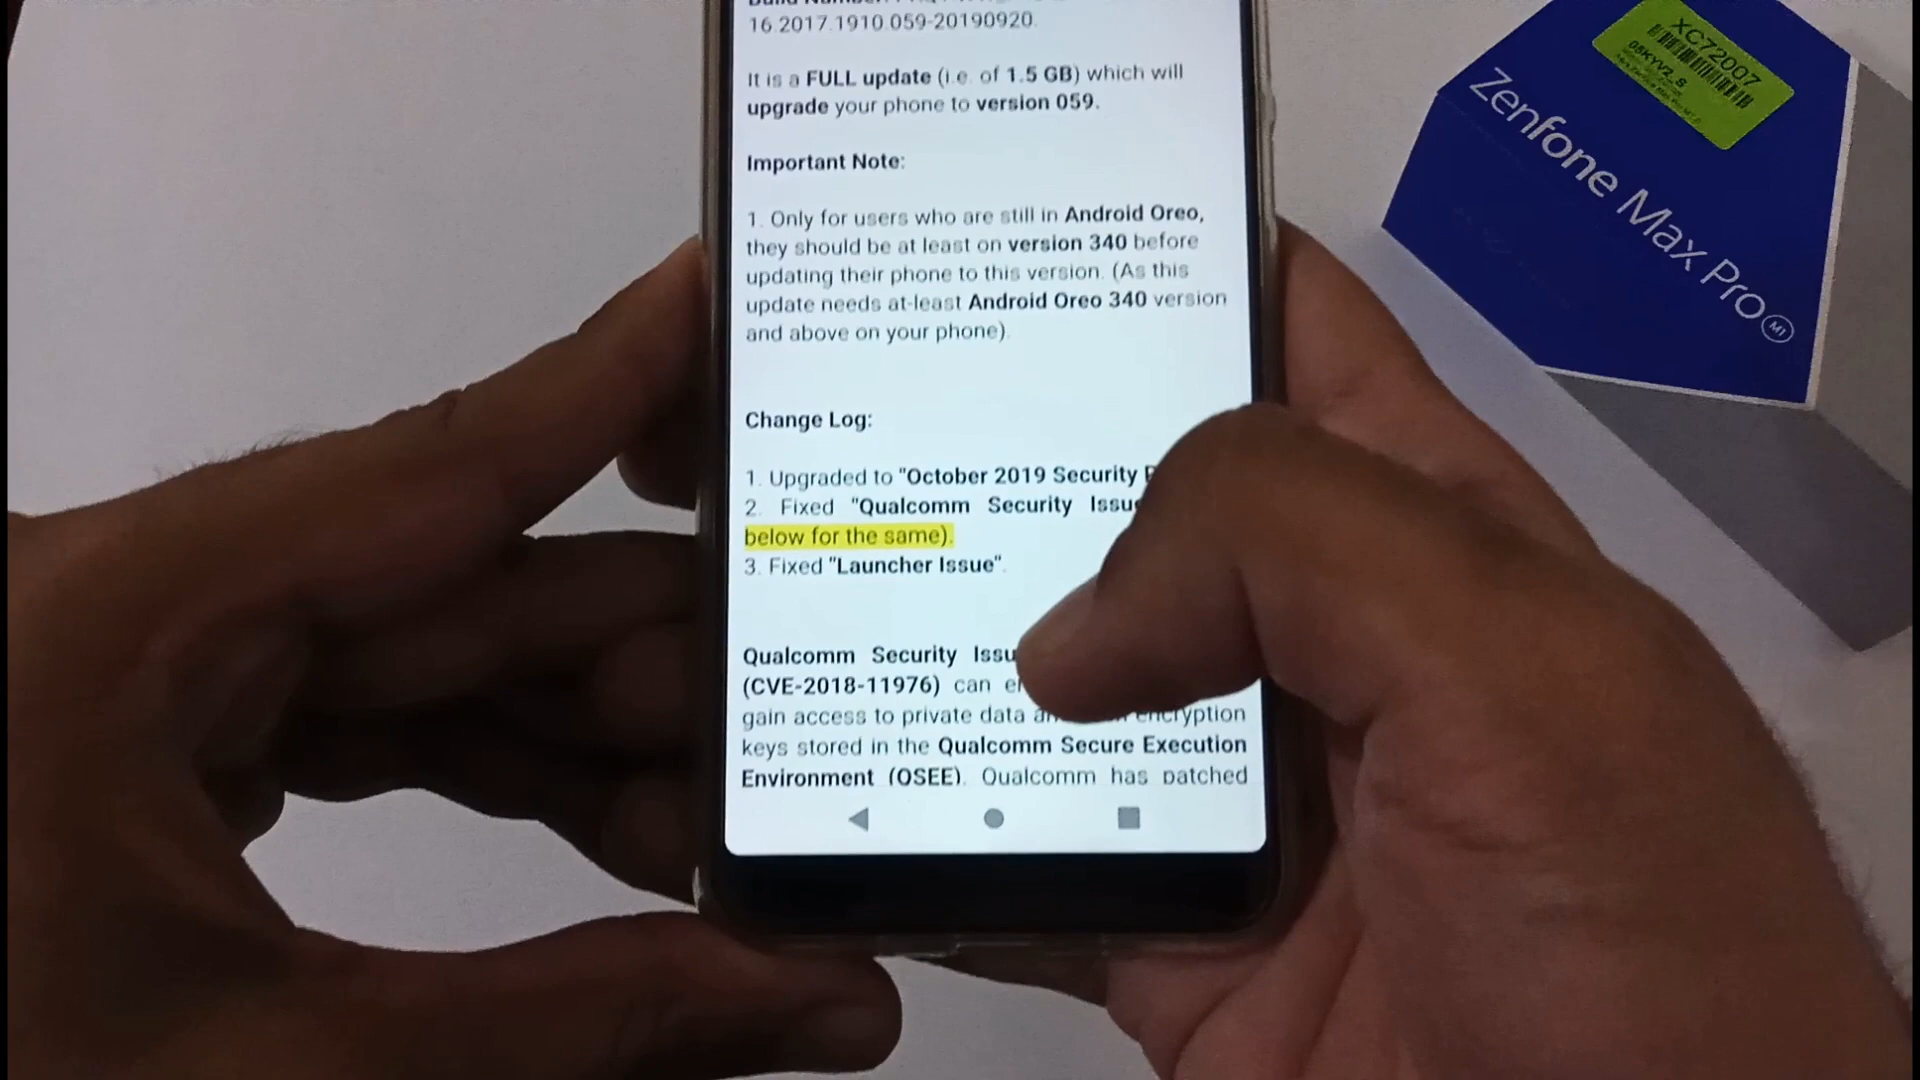 16.2017.1910.059-20190920.
It is a FULL update (i.e. of 1.5 GB) which will
upgrade your phone to version 059.
Important Note:
1. Only for users who are still in Android Oreo,
they should be at least on version 340 before
updating their phone to this version. (As this
update needs at-least Android Oreo 340 version
and above on your phone).
Change Log:
1. Upgraded to "October 2019 Security
2. Fixed "Qualcomm Security
below for the same).
3. Fixed "Launcher Issue".
Qualcomm Security
(CVE-2018-11976) can
gain access to private data encryption
keys stored in the Qualcomm Secure Execution
Environment (QSEE). Qualcomm has patched
XC72007
Zenfone Max Pro M1